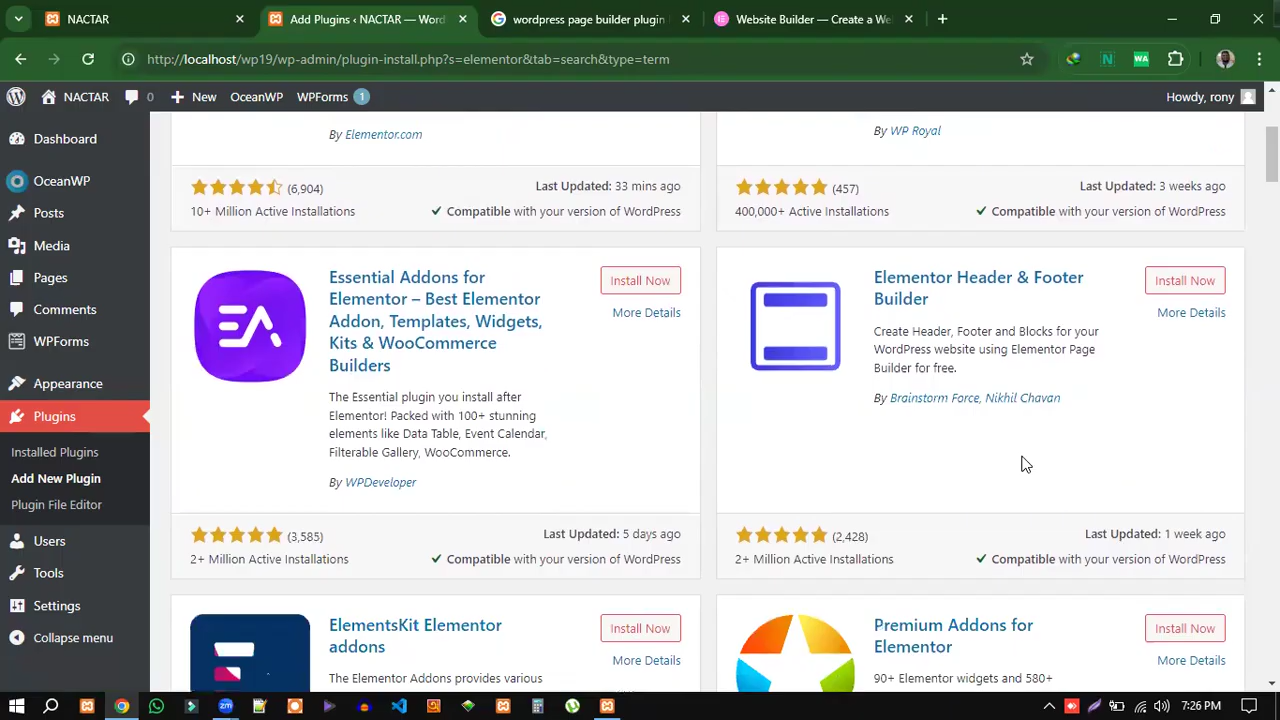 NACTAR
Add Plugins ‹ NACTAR — Word
wordpress page builder plugin
Website Builder — Create a We
http://localhost/wp19/wp-admin/plugin-install.php?s=elementor&tab=search&type=term
N
WA
NACTAR
0
New
OceanWP
WPForms
1
Howdy, rony
Dashboard
OceanWP
Posts
Media
Pages
Comments
WPForms
Appearance
Plugins
Installed Plugins
Add New Plugin
Plugin File Editor
Users
Tools
Settings
Collapse menu
By Elementor.com
(6,904)
Last Updated: 33 mins ago
10+ Million Active Installations
Compatible with your version of WordPress
By WP Royal
(457)
Last Updated: 3 weeks ago
400,000+ Active Installations
Compatible with your version of WordPress
Essential Addons for
Elementor – Best Elementor
Addon, Templates, Widgets,
Kits & WooCommerce
Builders
Install Now
More Details
The Essential plugin you install after
Elementor! Packed with 100+ stunning
elements like Data Table, Event Calendar,
Filterable Gallery, WooCommerce.
By WPDeveloper
(3,585)
Last Updated: 5 days ago
2+ Million Active Installations
Compatible with your version of WordPress
Elementor Header & Footer
Builder
Install Now
More Details
Create Header, Footer and Blocks for your
WordPress website using Elementor Page
Builder for free.
By Brainstorm Force, Nikhil Chavan
(2,428)
Last Updated: 1 week ago
2+ Million Active Installations
Compatible with your version of WordPress
ElementsKit Elementor
addons
Install Now
More Details
The Elementor Addons provides various
Premium Addons for
Elementor
Install Now
More Details
90+ Elementor widgets and 580+
7:26 PM